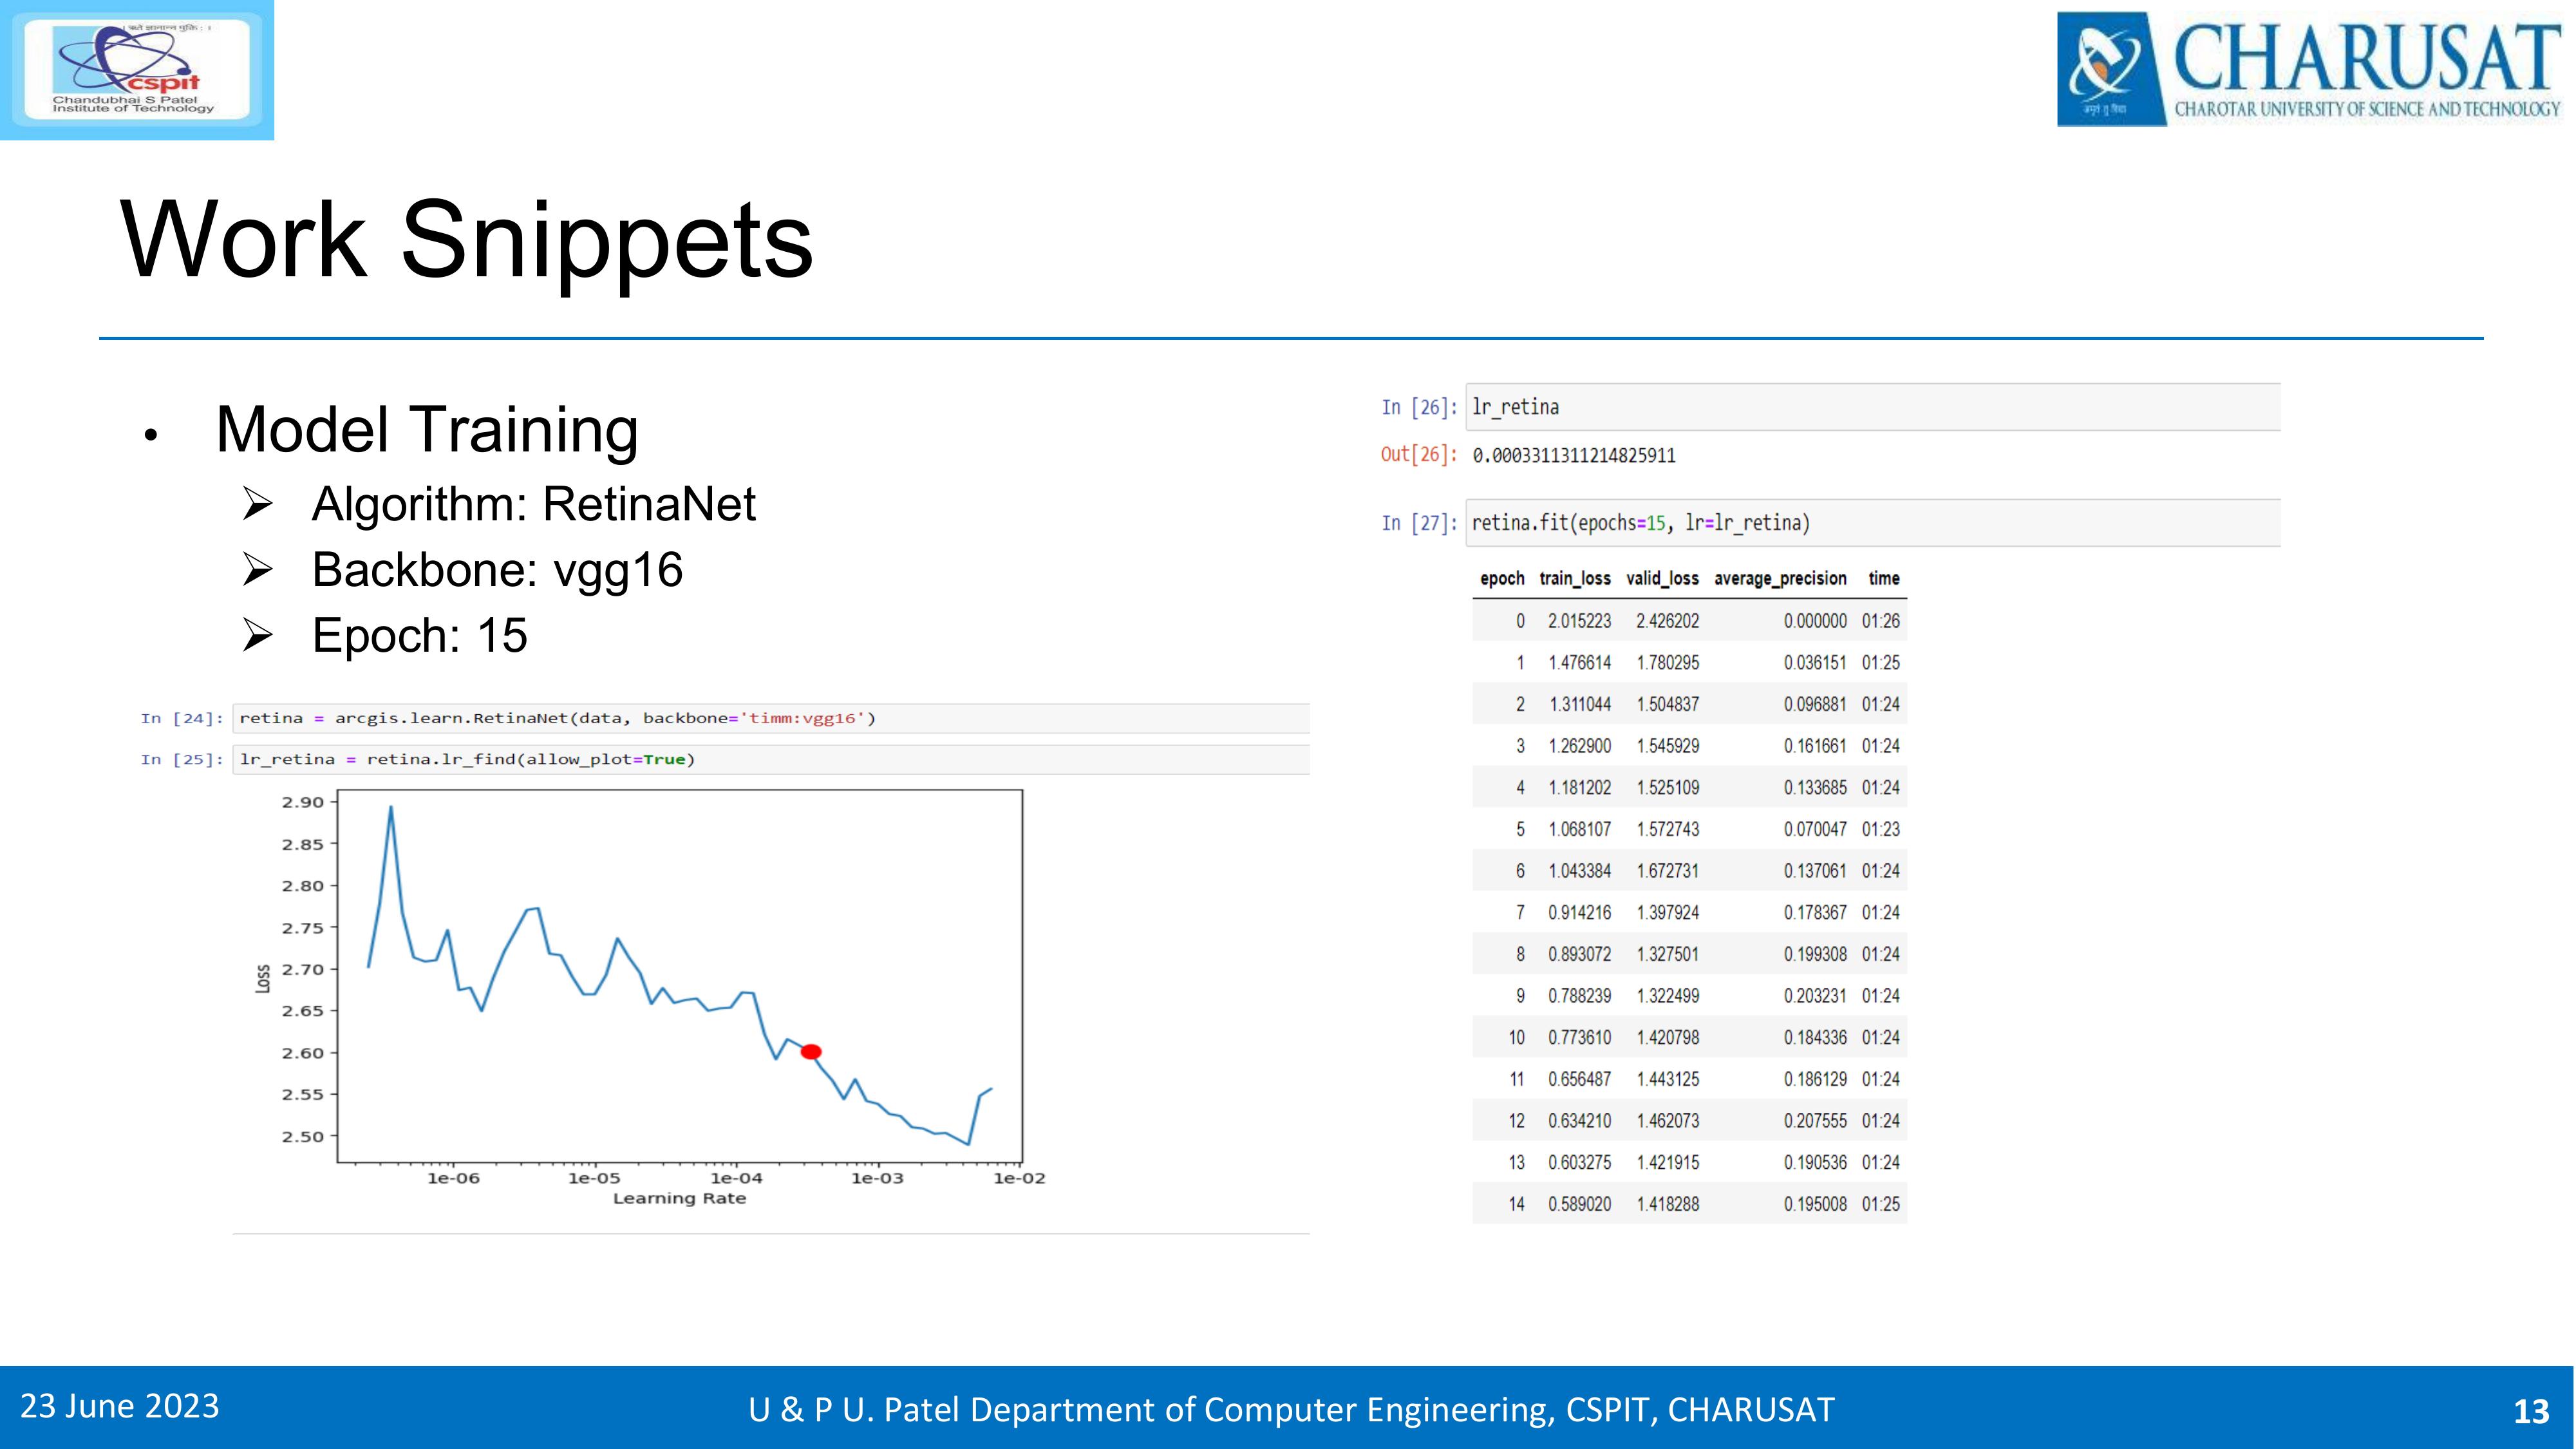 cspit
Chandubhai S Patel
Institute of Technology
CHARUSAT
CHAROTAR UNIVERSITY OF SCIENCE AND TECHNOLOGY
Work Snippets
• Model Training
➢ Algorithm: RetinaNet
➢ Backbone: vgg16
➢ Epoch: 15
In [24]: retina = arcgis.learn.RetinaNet(data, backbone='timm:vgg16')
In [25]: lr_retina = retina.lr_find(allow_plot=True)
2.90
2.85
2.80
2.75
2.70
2.65
2.60
2.55
2.50
Loss
1e-06 1e-05 1e-04 1e-03 1e-02
Learning Rate
In [26]: lr_retina
Out[26]: 0.0003311311214825911
In [27]: retina.fit(epochs=15, lr=lr_retina)
epoch train_loss valid_loss average_precision time
0 2.015223 2.426202 0.000000 01:26
1 1.476614 1.780295 0.036151 01:25
2 1.311044 1.504837 0.096881 01:24
3 1.262900 1.545929 0.161661 01:24
4 1.181202 1.525109 0.133685 01:24
5 1.068107 1.572743 0.070047 01:23
6 1.043384 1.672731 0.137061 01:24
7 0.914216 1.397924 0.178367 01:24
8 0.893072 1.327501 0.199308 01:24
9 0.788239 1.322499 0.203231 01:24
10 0.773610 1.420798 0.184336 01:24
11 0.656487 1.443125 0.186129 01:24
12 0.634210 1.462073 0.207555 01:24
13 0.603275 1.421915 0.190536 01:24
14 0.589020 1.418288 0.195008 01:25
23 June 2023
U & P U. Patel Department of Computer Engineering, CSPIT, CHARUSAT
13